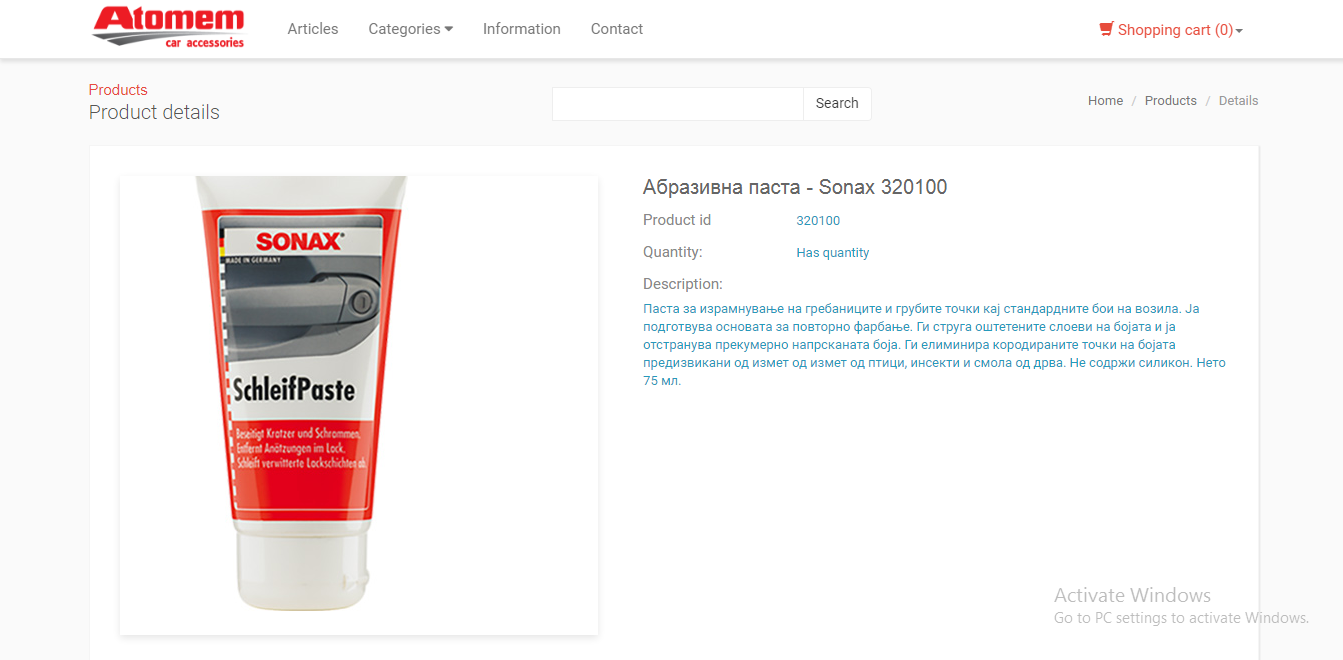 Atomem
car accessories
Articles
Categories
Information
Contact
Shopping cart (0)
Products
Product details
Search
Home / Products / Details
SONAX®
MADE IN GERMANY
SchleifPaste
Beseitigt Kratzer und Schrammen.
Entfernt Anätzungen im Lack.
Schleift verwitterte Lackschichten ab.
Абразивна паста - Sonax 320100
Product id 320100
Quantity: Has quantity
Description:
Паста за израмнување на гребаниците и грубите точки кај стандардните бои на возила. Ја
подготвува основата за повторно фарбање. Ги струга оштетените слоеви на бојата и ја
отстранува прекумерно напрсканата боја. Ги елиминира кородираните точки на бојата
предизвикани од измет од измет од птици, инсекти и смола од дрва. Не содржи силикон. Нето
75 мл.
Activate Windows
Go to PC settings to activate Windows.